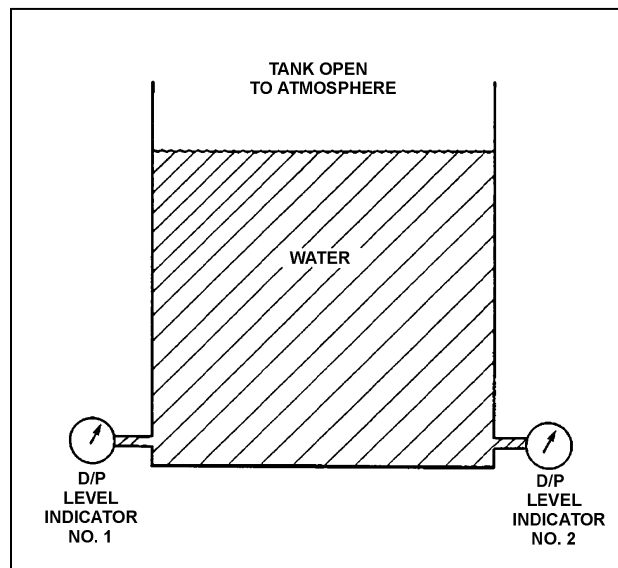 TANK OPEN
TO ATMOSPHERE
WATER
D/P
LEVEL
INDICATOR
NO. 1
D/P
LEVEL
INDICATOR
NO. 2